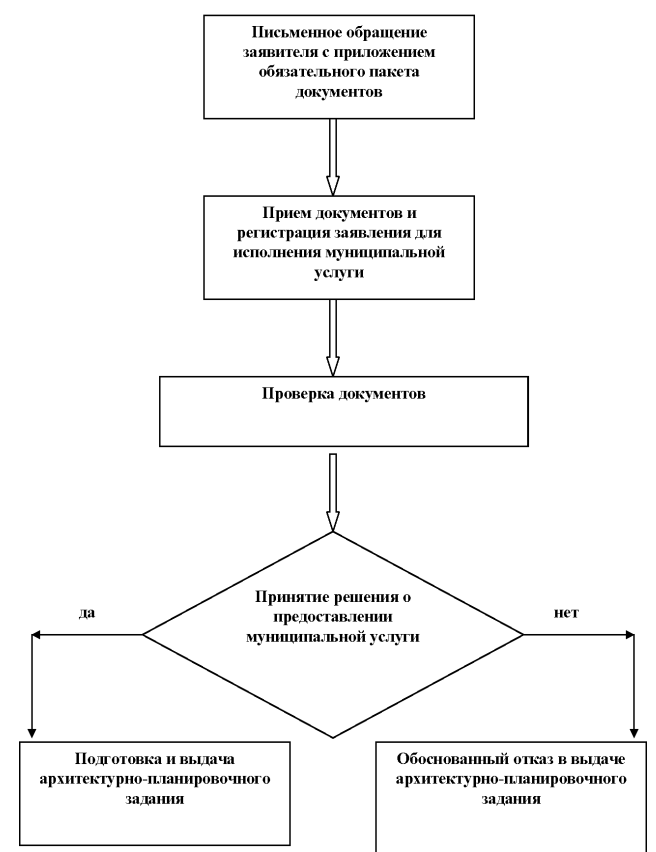 Письменное обращение
заявителя с приложением
обязательного пакета
документов
Прием документов и
регистрация заявления для
исполнения муниципальной
услуги
Проверка документов
Принятие решения о
предоставлении
муниципальной услуги
да
нет
Подготовка и выдача
архитектурно-планировочного
задания
Обоснованный отказ в выдаче
архитектурно-планировочного
задания